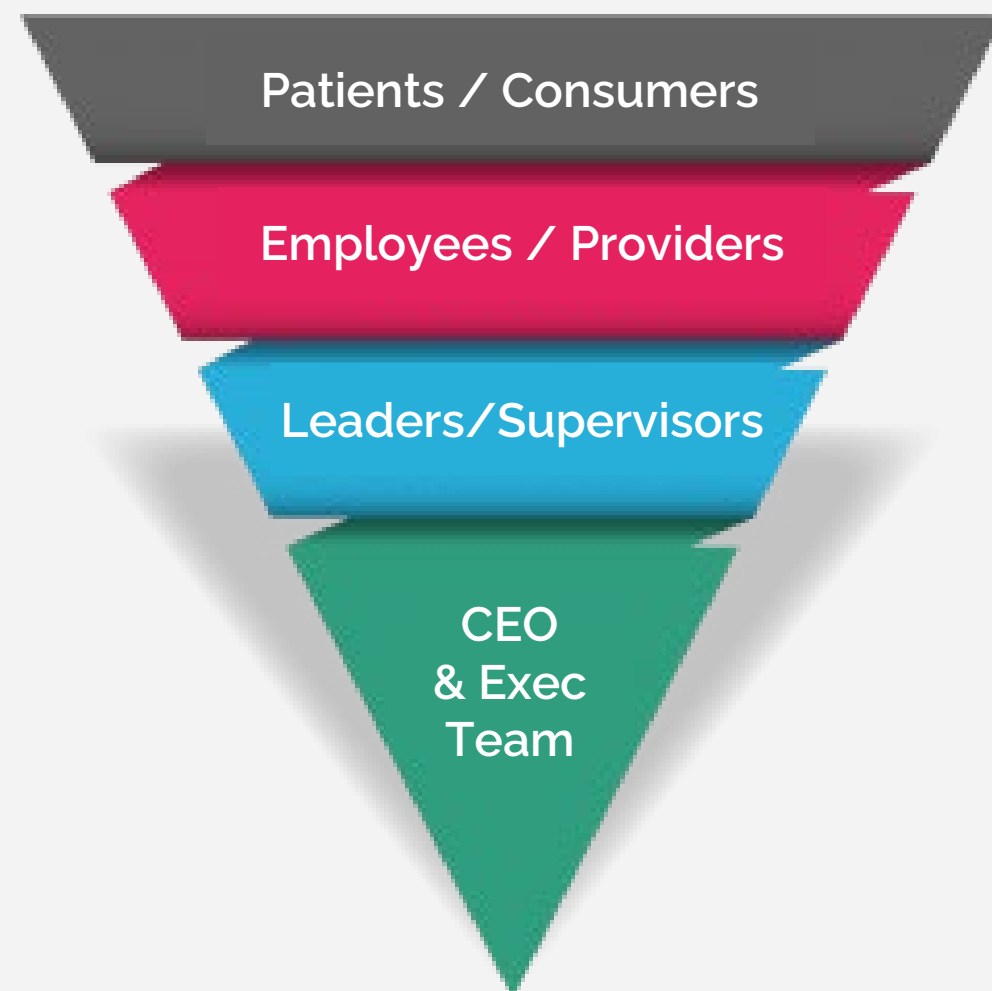 Patients / Consumers
Employees / Providers
Leaders/Supervisors
CEO
& Exec
Team